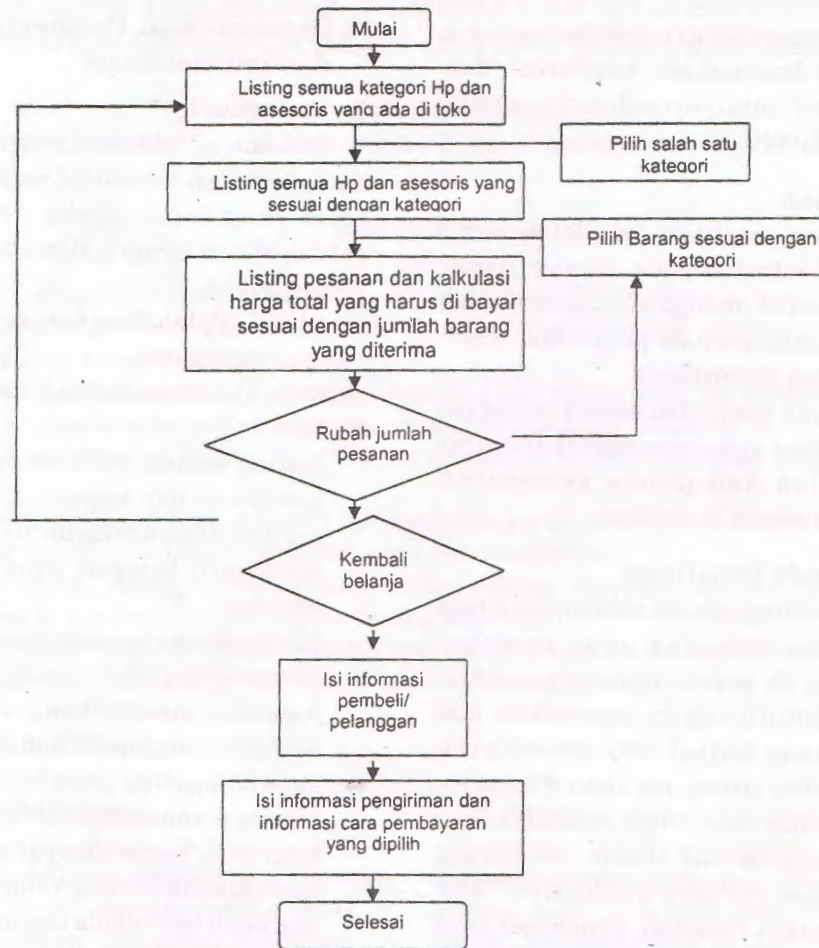 Mulai
Listing semua kategori Hp dan
asesoris yang ada di toko
Pilih salah satu
kategori
Listing semua Hp dan asesoris yang
sesuai dengan kategori
Pilih Barang sesuai dengan
kategori
Listing pesanan dan kalkulasi
harga total yang harus di bayar
sesuai dengan jumlah barang
yang diterima
Rubah jumlah
pesanan
Kembali
belanja
Isi informasi
pembeli/
pelanggan
Isi informasi pengiriman dan
informasi cara pembayaran
yang dipilih
Selesai